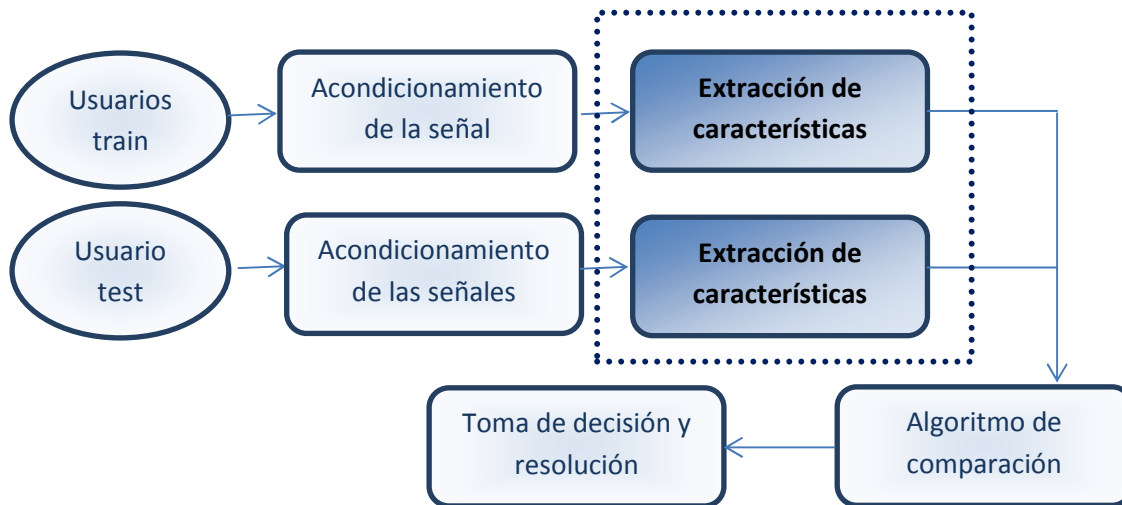 Usuarios
train
Acondicionamiento
de la señal
Extracción de
características
Usuario
test
Acondicionamiento
de las señales
Extracción de
características
Toma de decisión y
resolución
Algoritmo de
comparación